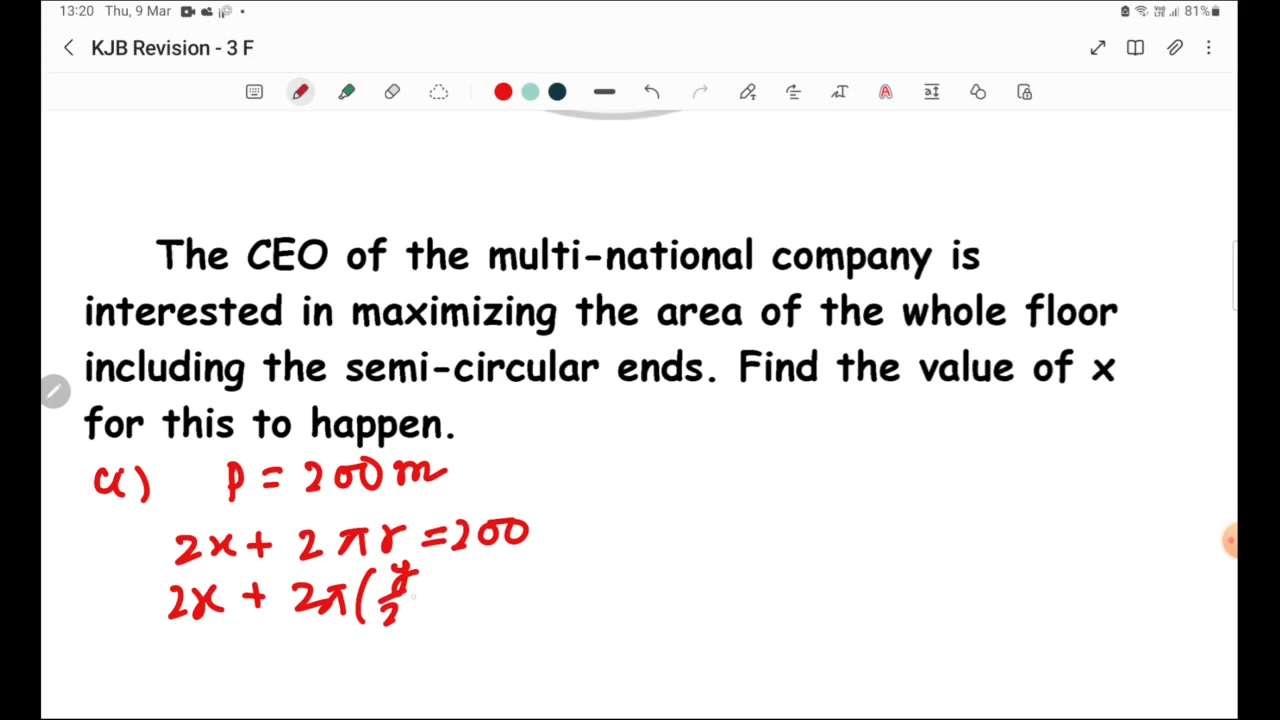 13:20 Thu, 9 Mar 81%
KJB Revision - 3 F
The CEO of the multi-national company is
interested in maximizing the area of the whole floor
including the semi-circular ends. Find the value of x
for this to happen.
a) P = 200 m
2x + 2πr = 200
2x + 2π(y/2